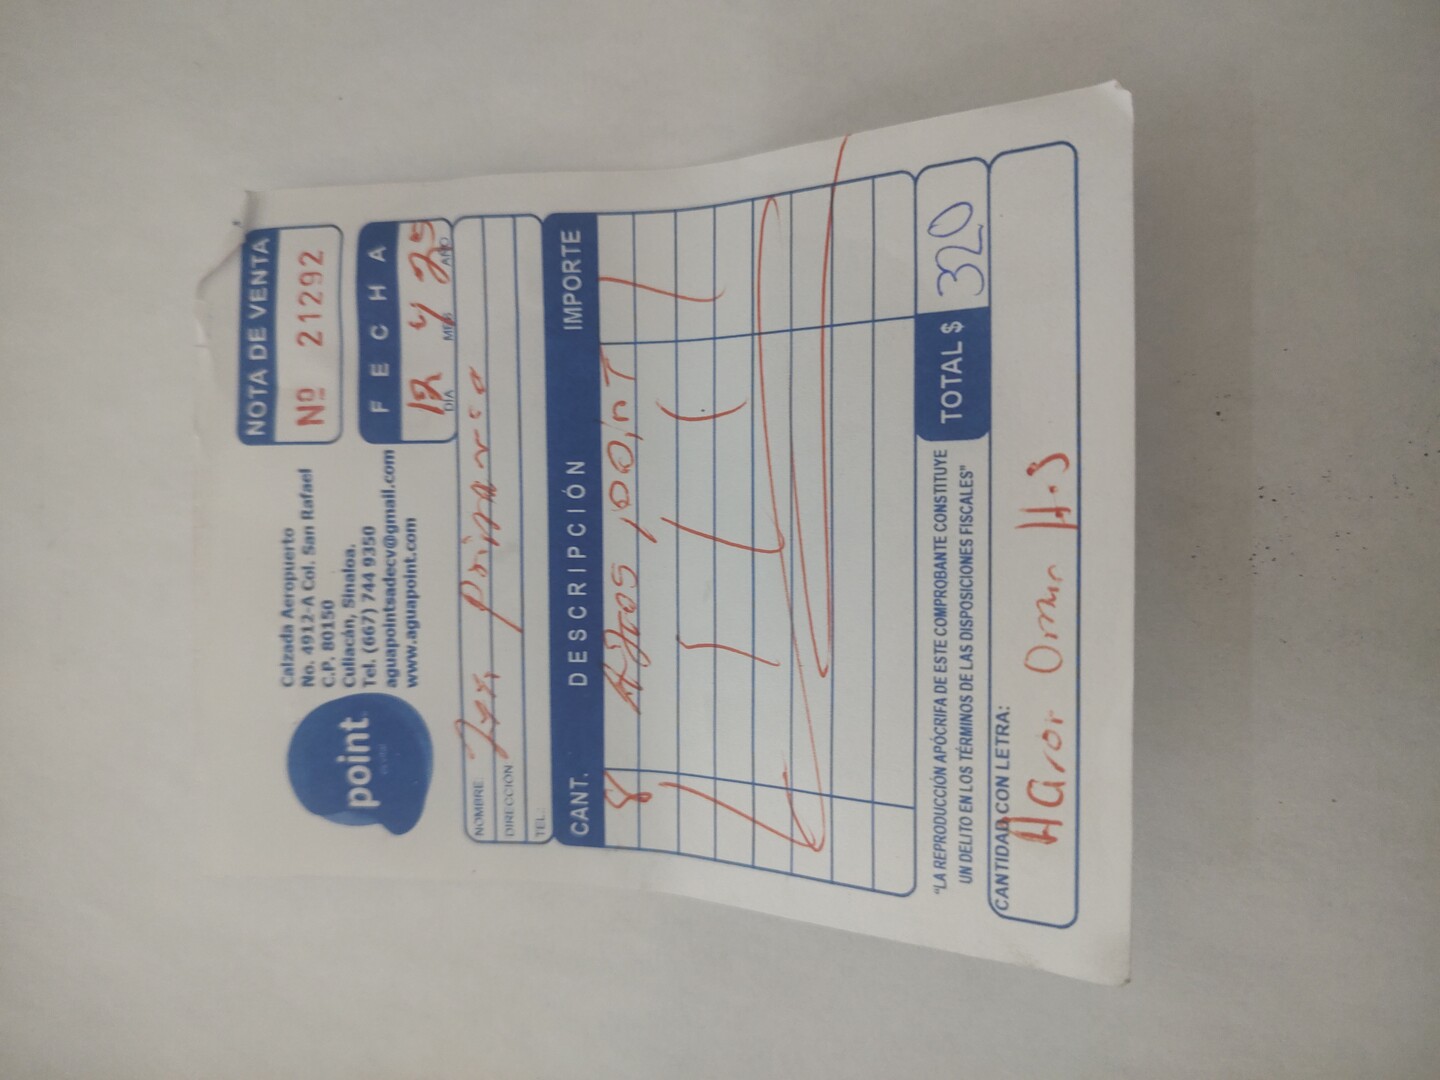 point
Calzada Aeropuerto
No. 4912-A Col. San Rafael
C.P. 80150
Culiacán, Sinaloa.
Tel. (667) 744 9350
aguapointsadecv@gmail.com
www.aguapoint.com
NOTA DE VENTA
Nº 21292
FECHA
12 4 25
DIA MES AÑO
NOMBRE:
DIRECCIÓN
TEL:
CANT. DESCRIPCIÓN IMPORTE
8 point
"LA REPRODUCCIÓN APÓCRIFA DE ESTE COMPROBANTE CONSTITUYE
UN DELITO EN LOS TÉRMINOS DE LAS DISPOSICIONES FISCALES"
TOTAL $ 320
CANTIDAD CON LETRA:
Omar H.S